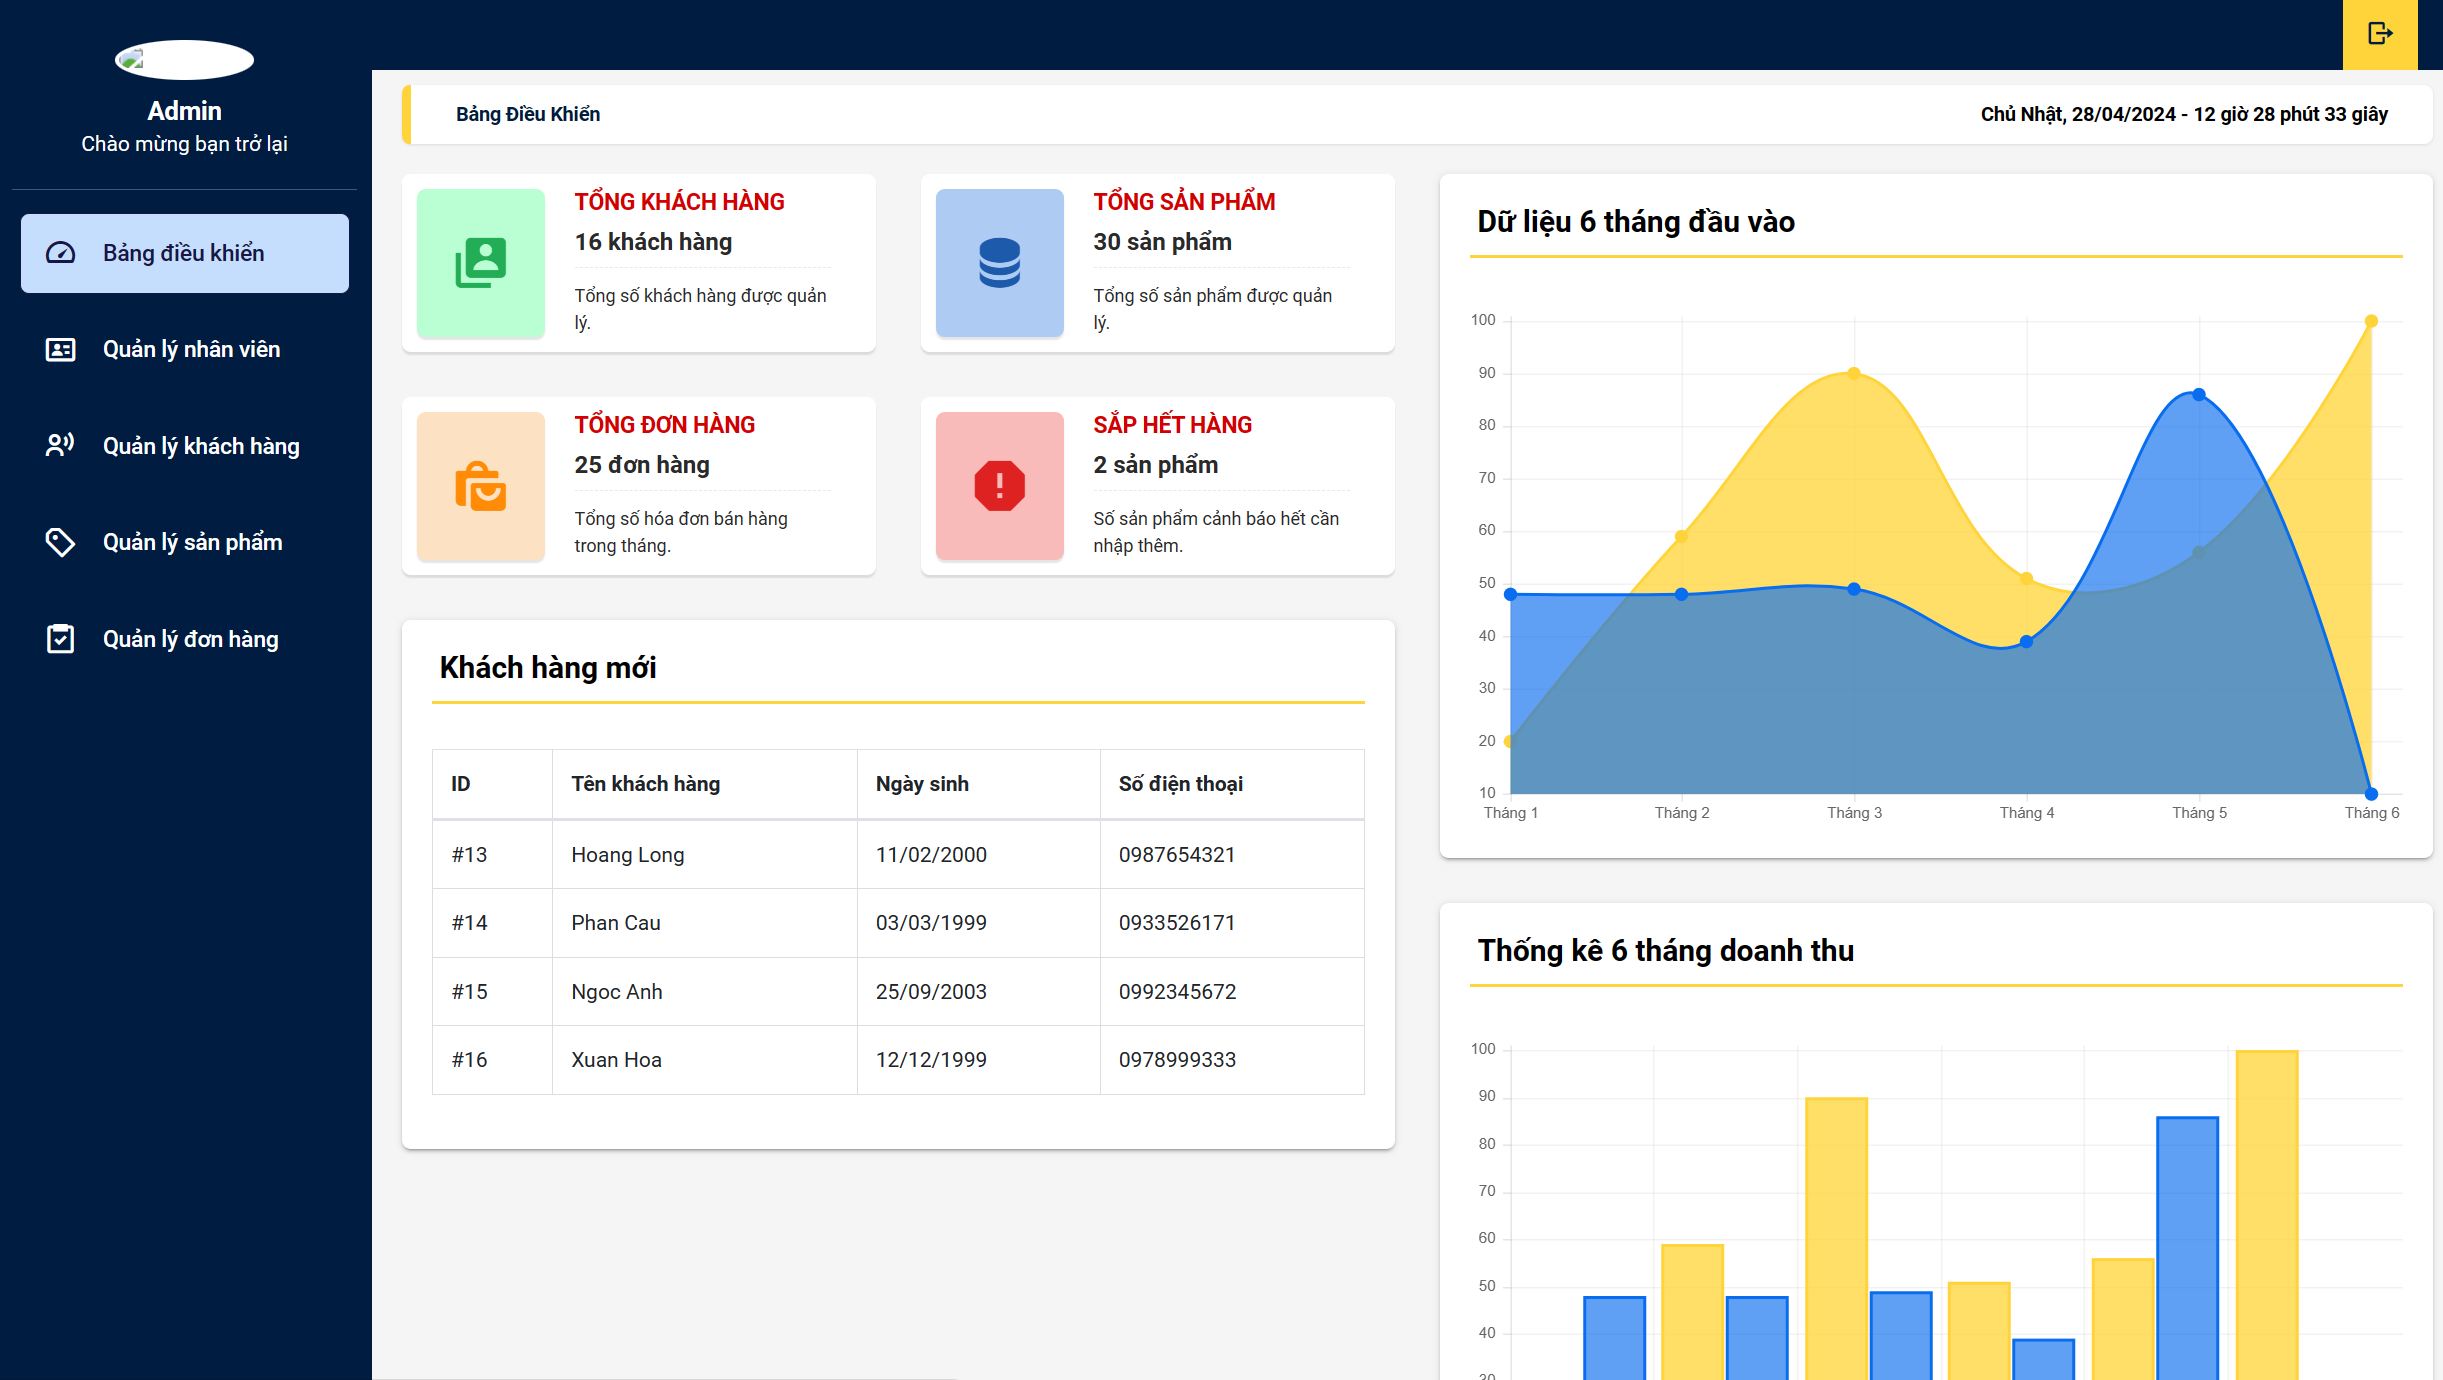 Admin
Chào mừng bạn trở lại
Bảng điều khiển
Quản lý nhân viên
Quản lý khách hàng
Quản lý sản phẩm
Quản lý đơn hàng
Bảng Điều Khiển
Chủ Nhật, 28/04/2024 - 12 giờ 28 phút 33 giây
TỔNG KHÁCH HÀNG
16 khách hàng
Tổng số khách hàng được quản
lý.
TỔNG SẢN PHẨM
30 sản phẩm
Tổng số sản phẩm được quản
lý.
TỔNG ĐƠN HÀNG
25 đơn hàng
Tổng số hóa đơn bán hàng
trong tháng.
SẮP HẾT HÀNG
2 sản phẩm
Số sản phẩm cảnh báo hết cần
nhập thêm.
Khách hàng mới
ID Tên khách hàng Ngày sinh Số điện thoại
#13 Hoang Long 11/02/2000 0987654321
#14 Phan Cau 03/03/1999 0933526171
#15 Ngoc Anh 25/09/2003 0992345672
#16 Xuan Hoa 12/12/1999 0978999333
Dữ liệu 6 tháng đầu vào
100
90
80
70
60
50
40
30
20
10
Tháng 1 Tháng 2 Tháng 3 Tháng 4 Tháng 5 Tháng 6
Thống kê 6 tháng doanh thu
100
90
80
70
60
50
40
30